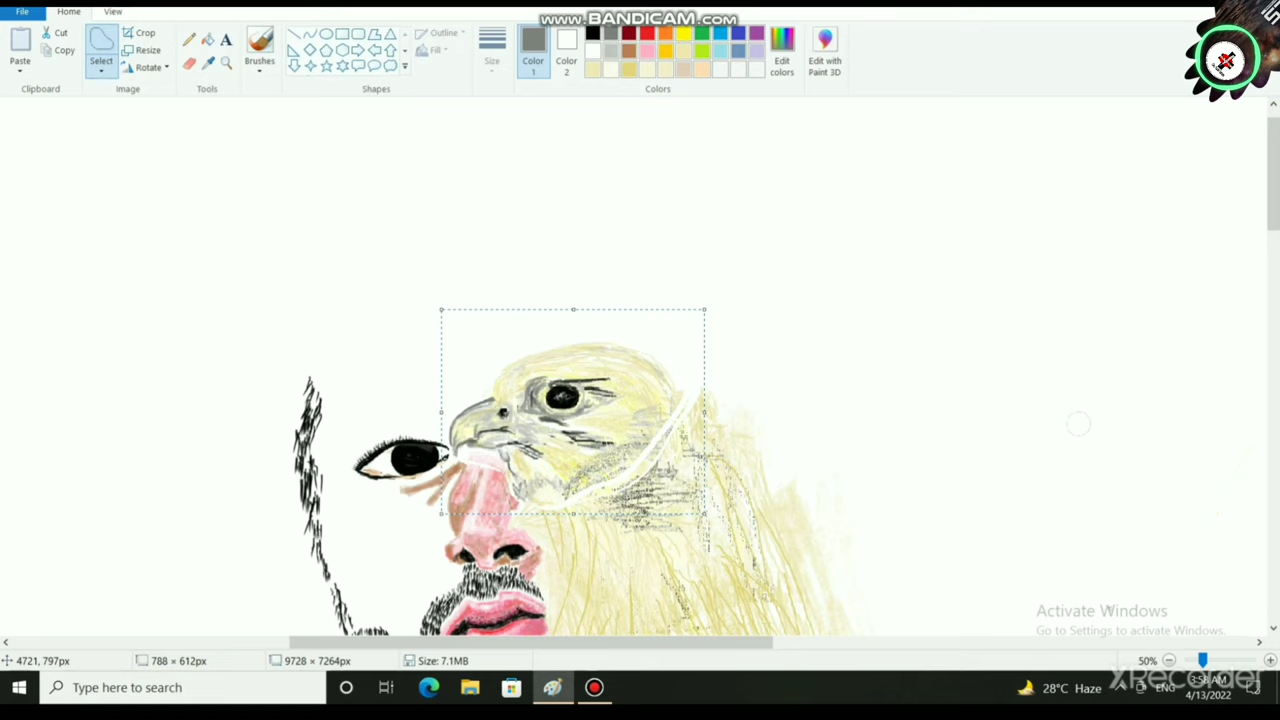 www.BANDICAM.com
File Home View
Paste
Cut
Copy
Clipboard
Select
Crop
Resize
Rotate
Image
A
Tools
Brushes
Outline
Fill
Shapes
Size
Color
1
Color
2
Edit
colors
Colors
Edit with
Paint 3D
Activate Windows
Go to Settings to activate Windows.
4721, 797px
788 × 612px
9728 × 7264px
Size: 7.1MB
50%
XRecorder
Type here to search
28°C Haze
ENG
3:58 AM
4/13/2022